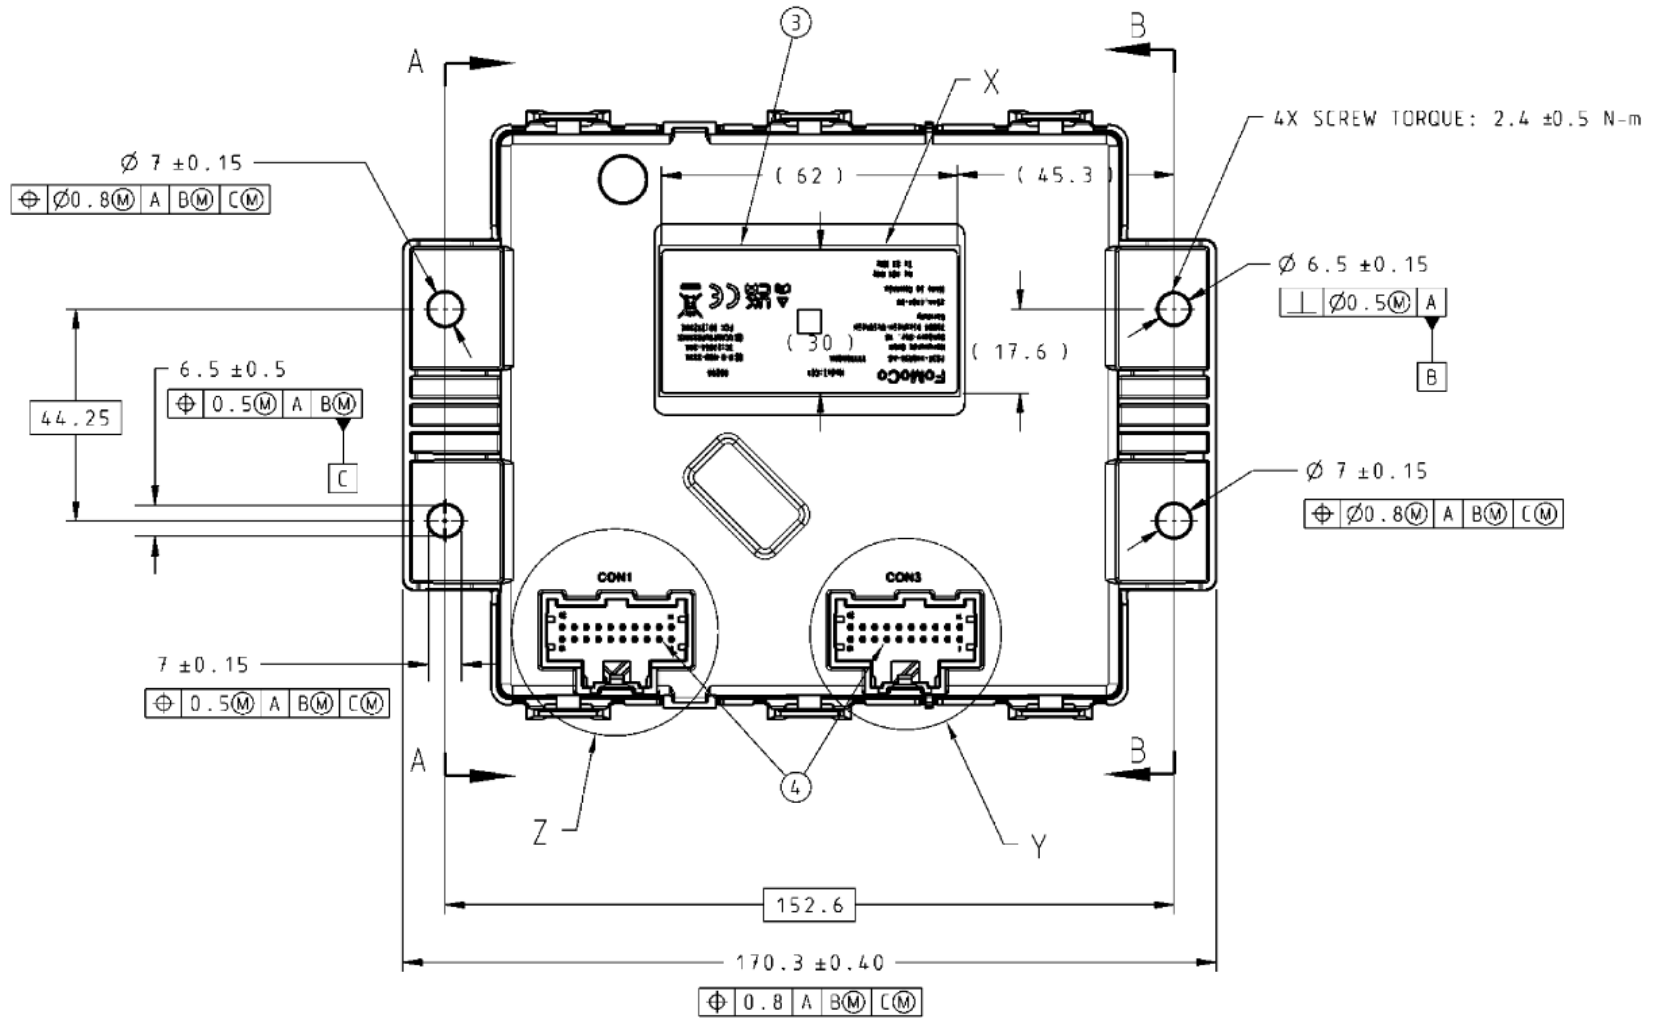 3
A
B
X
4X SCREW TORQUE: 2.4 ±0.5 N-m
Ø 7 ±0.15
⌖ Ø0.8Ⓜ A BⓂ CⓂ
( 62 )
( 45.3 )
Ø 6.5 ±0.15
⊥ Ø0.5Ⓜ A
B
( 30 )
( 17.6 )
FoMoCo
6.5 ±0.5
⌖ 0.5Ⓜ A BⓂ
C
44.25
Ø 7 ±0.15
⌖ Ø0.8Ⓜ A BⓂ CⓂ
CON1
CON3
7 ±0.15
⌖ 0.5Ⓜ A BⓂ CⓂ
A
B
4
Z
Y
152.6
170.3 ±0.40
⌖ 0.8 A BⓂ CⓂ